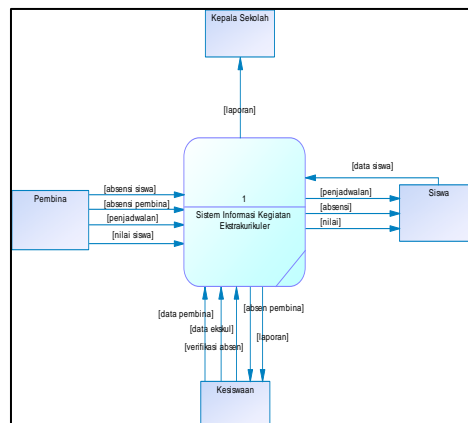 Kepala Sekolah
[laporan]
[data siswa]
[absensi siswa]
[absensi pembina]
[penjadwalan]
[nilai siswa]
Pembina
1
Sistem Informasi Kegiatan
Ekstrakurikuler
[penjadwalan]
[absensi]
[nilai]
Siswa
[data pembina]
[data ekskul]
[verifikasi absen]
[absen pembina]
[laporan]
Kesiswaan